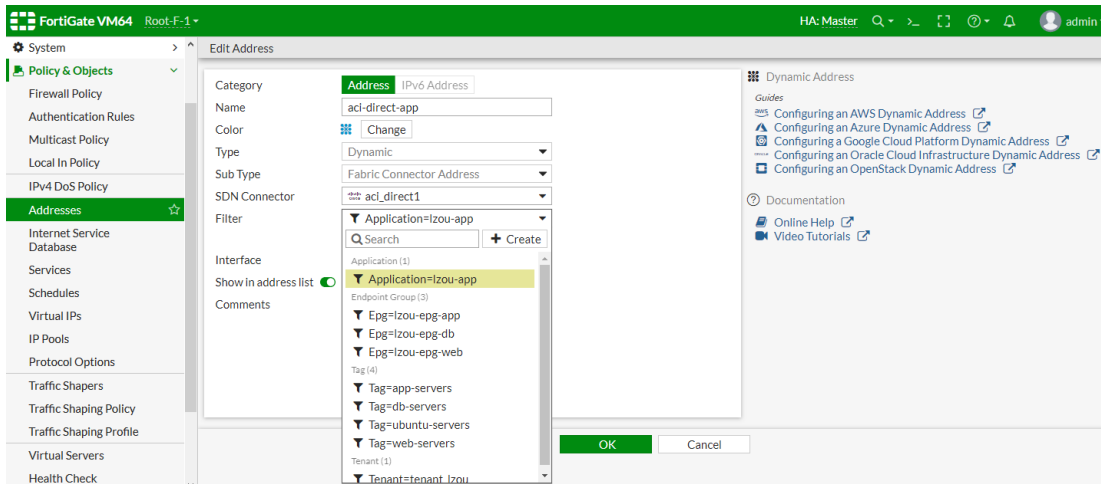 FortiGate VM64 Root-F-1
HA: Master
admin
System
Policy & Objects
Firewall Policy
Authentication Rules
Multicast Policy
Local In Policy
IPv4 DoS Policy
Addresses
Internet Service
Database
Services
Schedules
Virtual IPs
IP Pools
Protocol Options
Traffic Shapers
Traffic Shaping Policy
Traffic Shaping Profile
Virtual Servers
Health Check
Edit Address
Category Address IPv6 Address
Name aci-direct-app
Color Change
Type Dynamic
Sub Type Fabric Connector Address
SDN Connector aci_direct1
Filter Application=lzou-app
Search + Create
Interface
Show in address list
Comments
Application (1)
Application=lzou-app
Endpoint Group (3)
Epg=lzou-epg-app
Epg=lzou-epg-db
Epg=lzou-epg-web
Tag (4)
Tag=app-servers
Tag=db-servers
Tag=ubuntu-servers
Tag=web-servers
Tenant (1)
Tenant=tenant_lzou
OK Cancel
Dynamic Address
Guides
aws Configuring an AWS Dynamic Address
Configuring an Azure Dynamic Address
Configuring a Google Cloud Platform Dynamic Address
Configuring an Oracle Cloud Infrastructure Dynamic Address
Configuring an OpenStack Dynamic Address
Documentation
Online Help
Video Tutorials